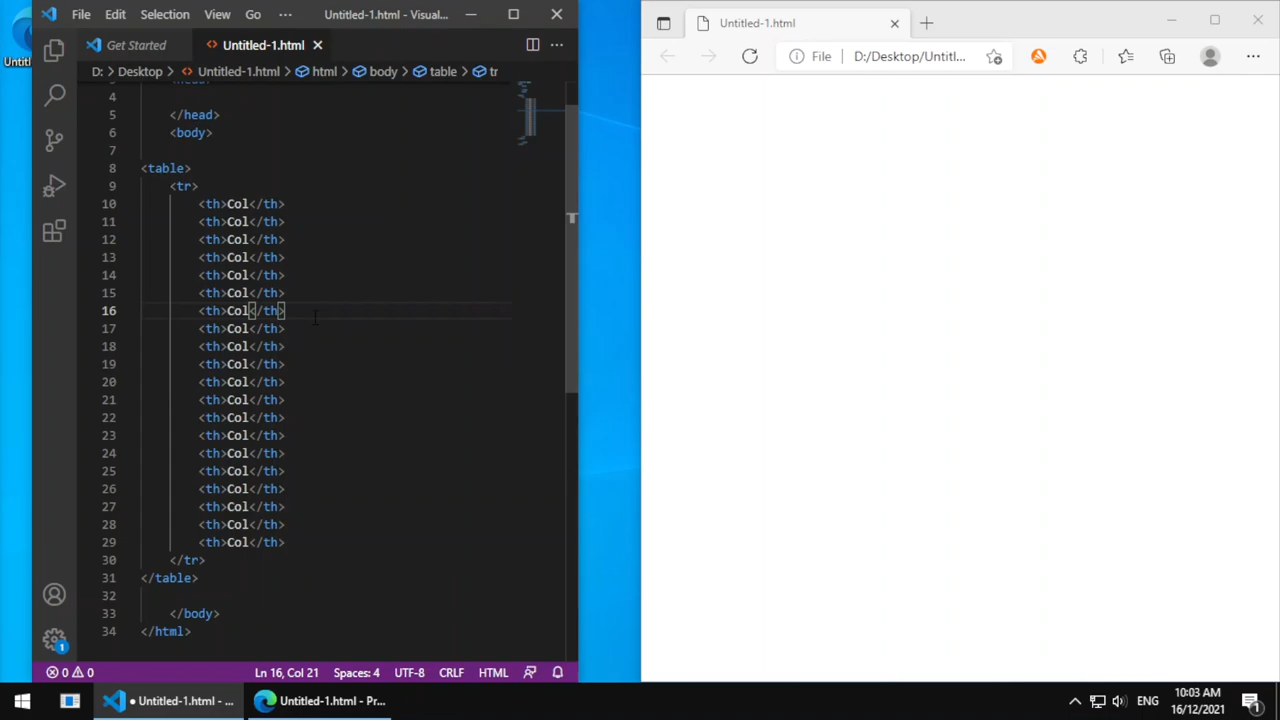 File Edit Selection View Go ··· Untitled-1.html - Visual...
Get Started Untitled-1.html
D: > Desktop > Untitled-1.html > html > body > table > tr
4
5 </head>
6 <body>
7
8 <table>
9 <tr>
10 <th>Col</th>
11 <th>Col</th>
12 <th>Col</th>
13 <th>Col</th>
14 <th>Col</th>
15 <th>Col</th>
16 <th>Col</th>
17 <th>Col</th>
18 <th>Col</th>
19 <th>Col</th>
20 <th>Col</th>
21 <th>Col</th>
22 <th>Col</th>
23 <th>Col</th>
24 <th>Col</th>
25 <th>Col</th>
26 <th>Col</th>
27 <th>Col</th>
28 <th>Col</th>
29 <th>Col</th>
30 </tr>
31 </table>
32
33 </body>
34 </html>
1
0 0 Ln 16, Col 21 Spaces: 4 UTF-8 CRLF HTML
Untitled-1.html
File D:/Desktop/Untitl...
Untitl
● Untitled-1.html - ... Untitled-1.html - Pr... ENG 10:03 AM
16/12/2021 1